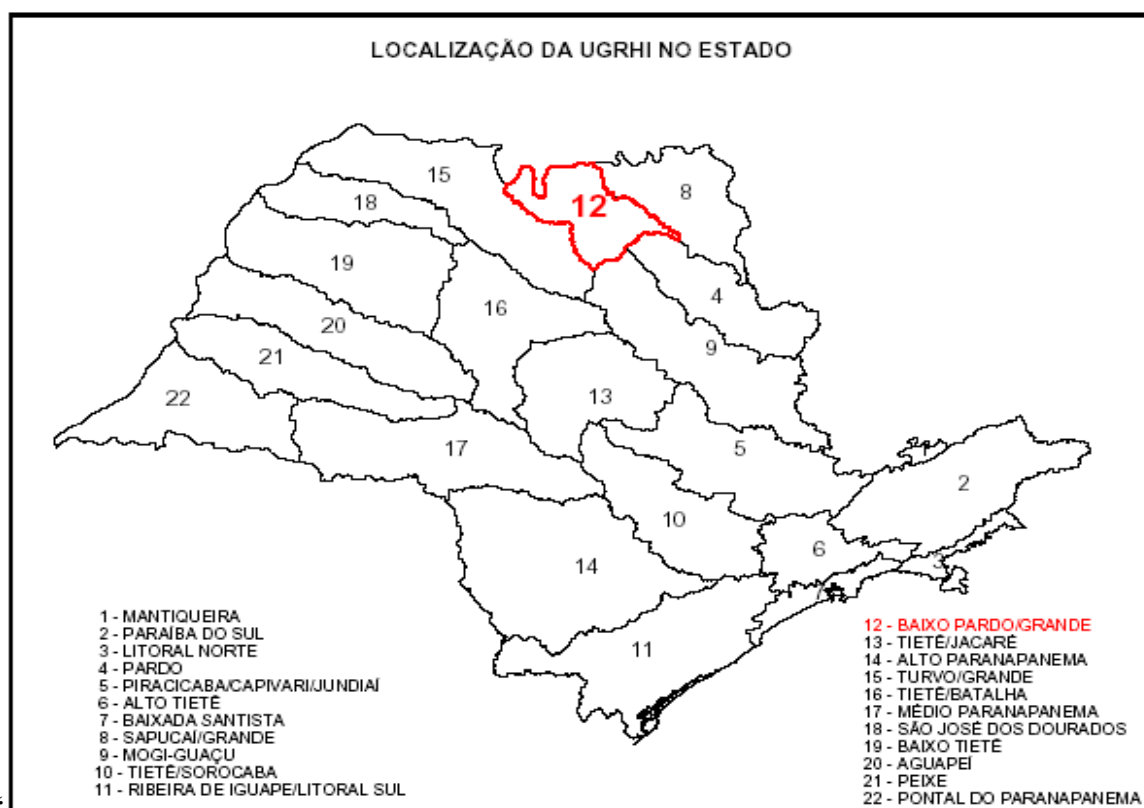 LOCALIZAÇÃO DA UGRHI NO ESTADO
15
8
12
18
19
4
16
20
9
21
13
22
5
17
2
10
6
3
14
7
11
1 - MANTIQUEIRA
2 - PARAÍBA DO SUL
3 - LITORAL NORTE
4 - PARDO
5 - PIRACICABA/CAPIVARI/JUNDIAÍ
6 - ALTO TIETÊ
7 - BAIXADA SANTISTA
8 - SAPUCAÍ/GRANDE
9 - MOGI-GUAÇU
10 - TIETÊ/SOROCABA
11 - RIBEIRA DE IGUAPE/LITORAL SUL
12 - BAIXO PARDO/GRANDE
13 - TIETÊ/JACARÉ
14 - ALTO PARANAPANEMA
15 - TURVO/GRANDE
16 - TIETÊ/BATALHA
17 - MÉDIO PARANAPANEMA
18 - SÃO JOSÉ DOS DOURADOS
19 - BAIXO TIETÊ
20 - AGUAPEÍ
21 - PEIXE
22 - PONTAL DO PARANAPANEMA